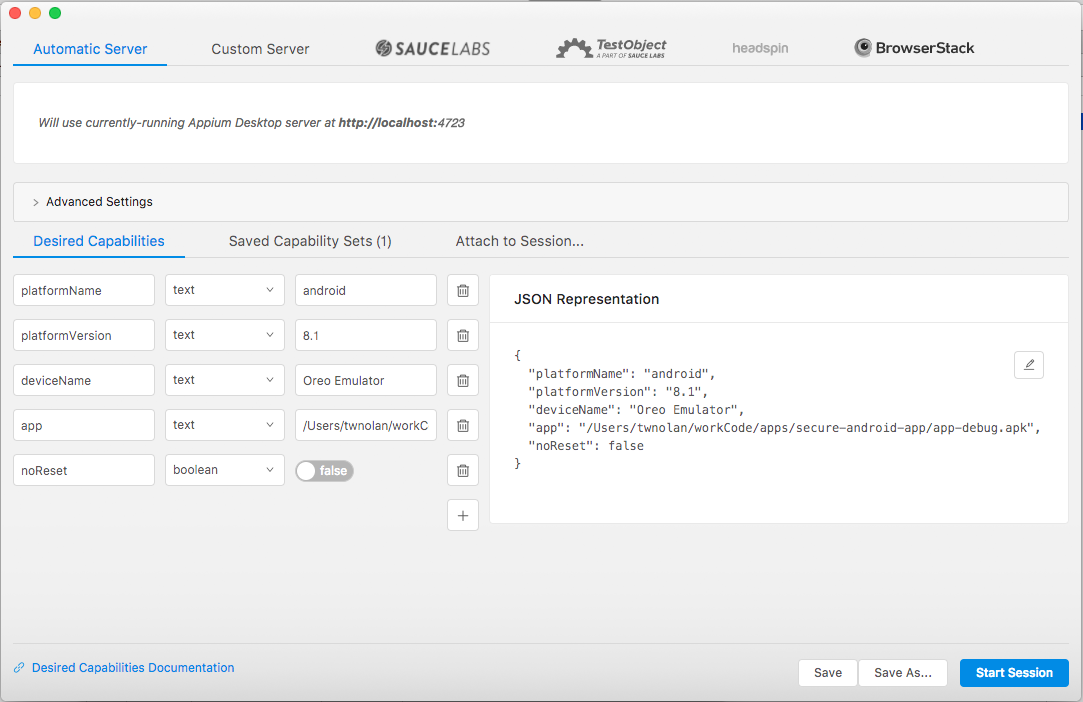 Automatic Server Custom Server SAUCELABS TestObject A PART OF SAUCE LABS headspin BrowserStack
Will use currently-running Appium Desktop server at http://localhost:4723
Advanced Settings
Desired Capabilities Saved Capability Sets (1) Attach to Session...
platformName text android
platformVersion text 8.1
deviceName text Oreo Emulator
app text /Users/twnolan/workC
noReset boolean false
JSON Representation
{
"platformName": "android",
"platformVersion": "8.1",
"deviceName": "Oreo Emulator",
"app": "/Users/twnolan/workCode/apps/secure-android-app/app-debug.apk",
"noReset": false
}
Desired Capabilities Documentation
Save Save As... Start Session